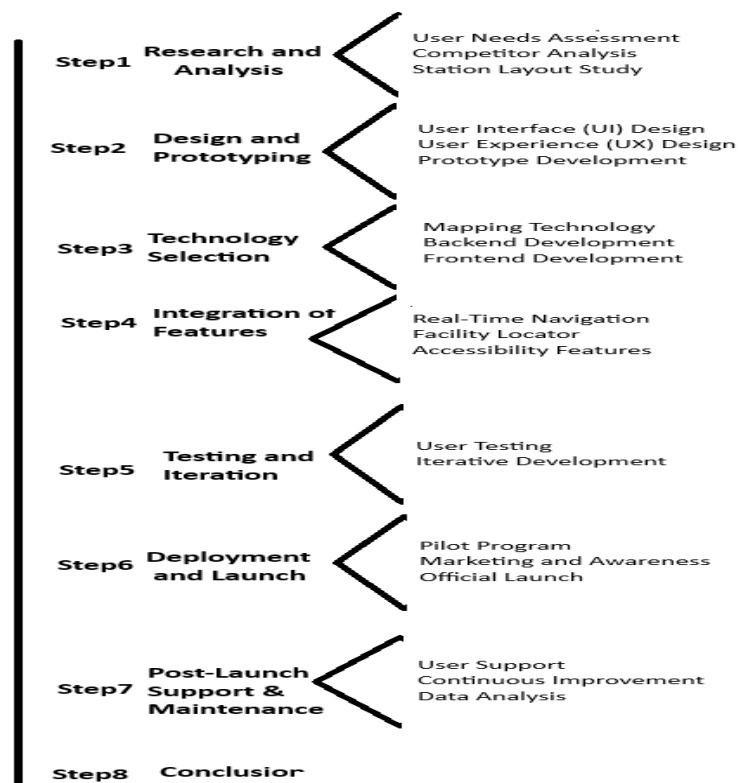 Step1
Research and
Analysis
User Needs Assessment
Competitor Analysis
Station Layout Study
Step2
Design and
Prototyping
User Interface (UI) Design
User Experience (UX) Design
Prototype Development
Step3
Technology
Selection
Mapping Technology
Backend Development
Frontend Development
Step4
Integration of
Features
Real-Time Navigation
Facility Locator
Accessibility Features
Step5
Testing and
Iteration
User Testing
Iterative Development
Step6
Deployment
and Launch
Pilot Program
Marketing and Awareness
Official Launch
Step7
Post-Launch
Support &
Maintenance
User Support
Continuous Improvement
Data Analysis
Step8
Conclusion